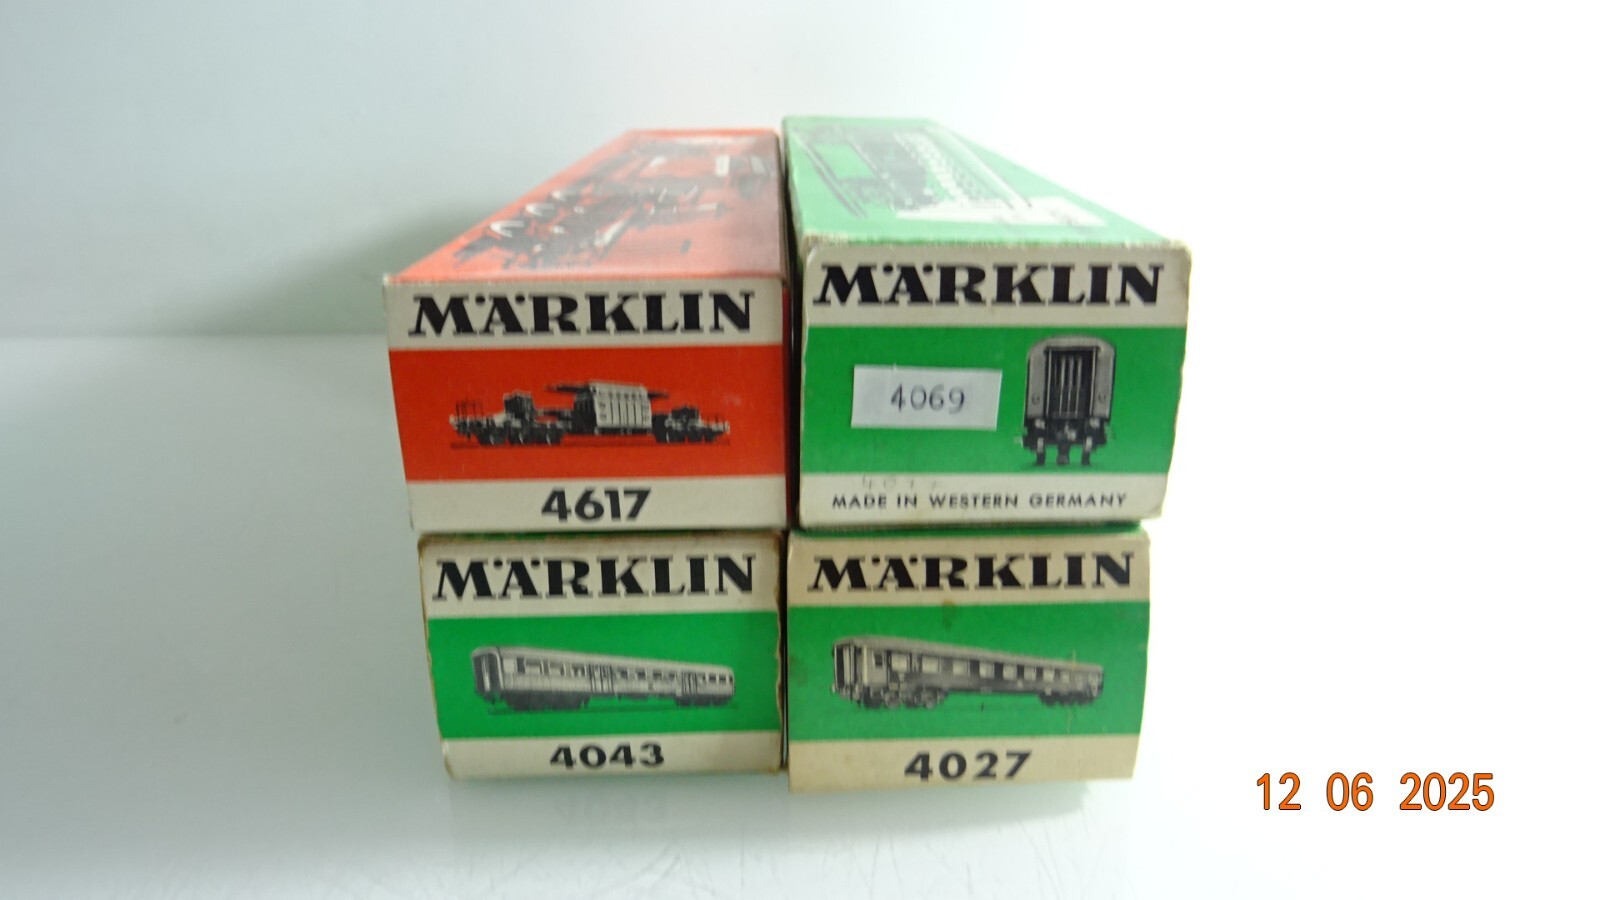 MÄRKLIN
4617
MÄRKLIN
4069
MADE IN WESTERN GERMANY
MÄRKLIN
4043
MÄRKLIN
4027
12 06 2025